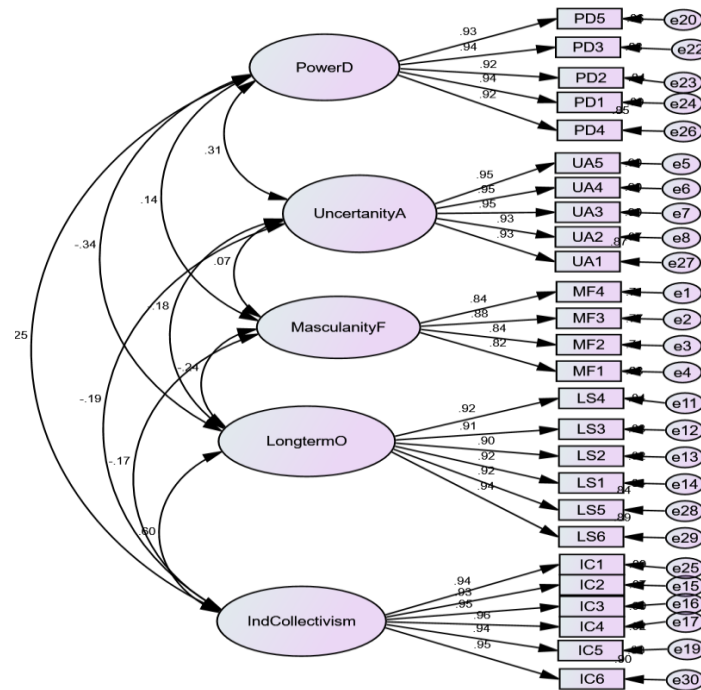 PowerD
UncertanityA
MasculanityF
LongtermO
IndCollectivism
.31
.14
-.34
.07
.18
25
-.24
-.19
-.17
.60
.93
.94
.92
.94
.92
PD5
PD3
PD2
PD1
PD4
e20
e22
e23
e24
e26
.85
.95
.95
.95
.93
.93
UA5
UA4
UA3
UA2
UA1
e5
e6
e7
e8
e27
.87
.84
.88
.84
.82
MF4
MF3
MF2
MF1
e1
e2
e3
e4
.92
.91
.90
.92
.92
.94
LS4
LS3
LS2
LS1
LS5
LS6
e11
e12
e13
e14
e28
e29
.84
.89
.94
.93
.95
.96
.94
.95
IC1
IC2
IC3
IC4
IC5
IC6
e25
e15
e16
e17
e19
e30
.90